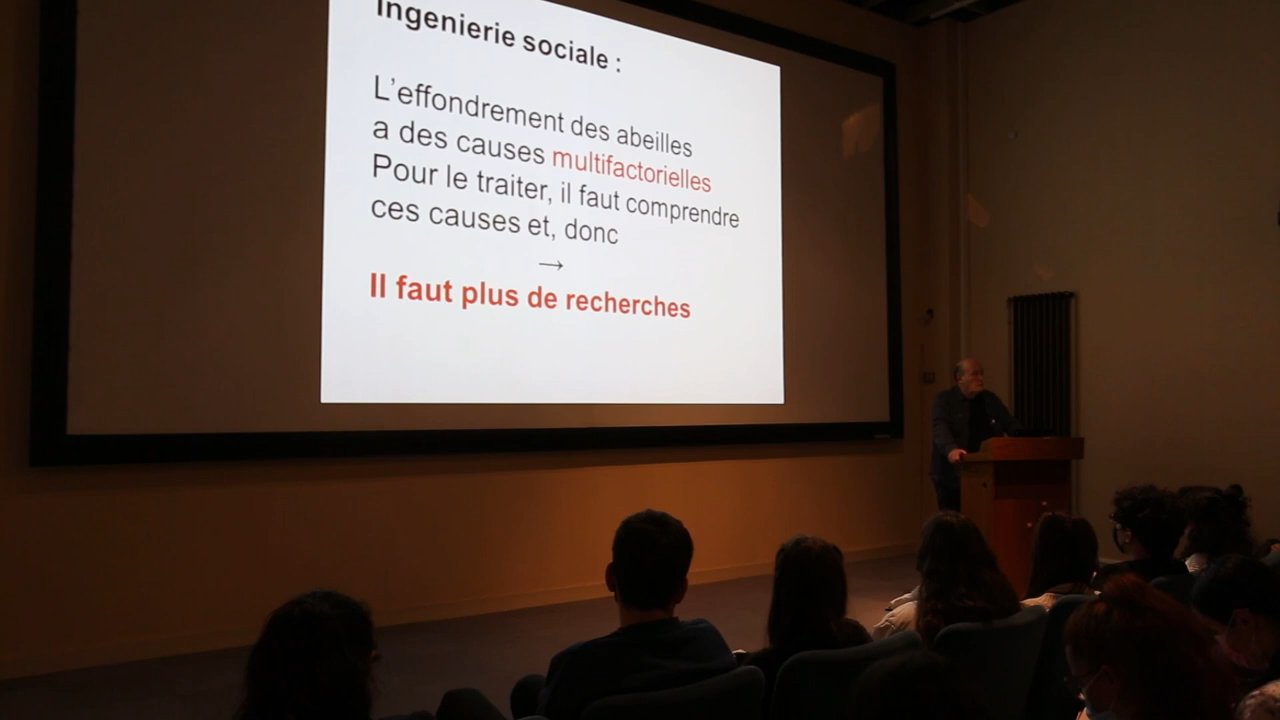 Ingenierie sociale :
L'effondrement des abeilles
a des causes multifactorielles
Pour le traiter, il faut comprendre
ces causes et, donc
→
Il faut plus de recherches